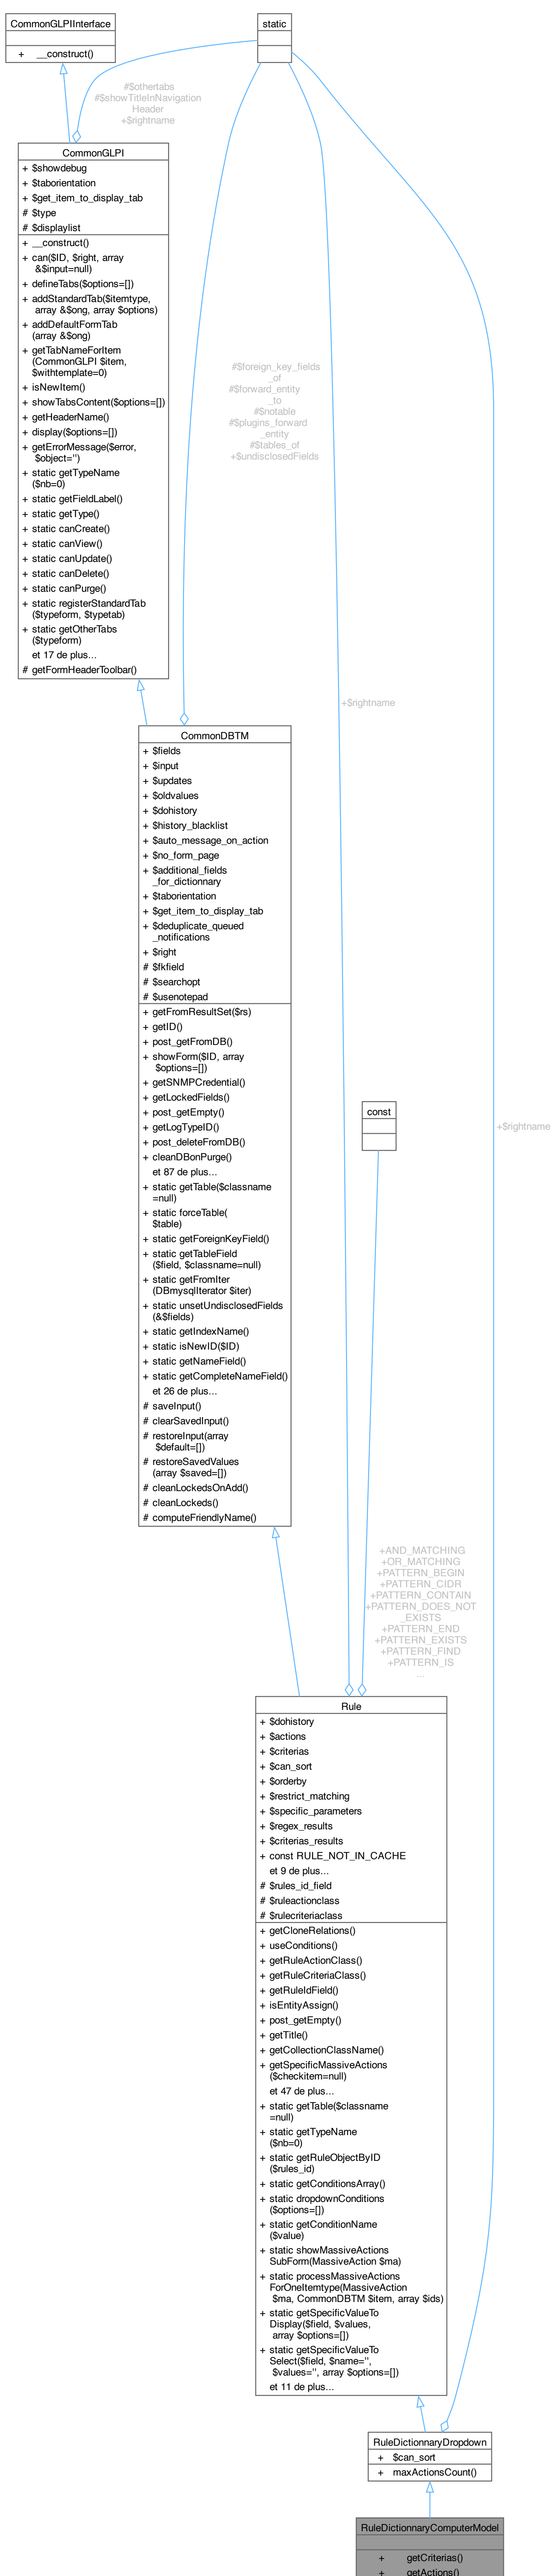 CommonGLPIInterface
+ __construct()
static
#$othertabs
#$showTitleInNavigation
Header
+$rightname
CommonGLPI
+ $showdebug
+ $taborientation
+ $get_item_to_display_tab
# $type
# $displaylist
+ __construct()
+ can($ID, $right, array
&$input=null)
+ defineTabs($options=[])
+ addStandardTab($itemtype,
array &$ong, array $options)
+ addDefaultFormTab
(array &$ong)
+ getTabNameForItem
(CommonGLPI $item,
$withtemplate=0)
+ isNewItem()
+ showTabsContent($options=[])
+ getHeaderName()
+ display($options=[])
+ getErrorMessage($error,
$object='')
+ static getTypeName
($nb=0)
+ static getFieldLabel()
+ static getType()
+ static canCreate()
+ static canView()
+ static canUpdate()
+ static canDelete()
+ static canPurge()
+ static registerStandardTab
($typeform, $typetab)
+ static getOtherTabs
($typeform)
et 17 de plus...
# getFormHeaderToolbar()
#$foreign_key_fields
_of
#$forward_entity
_to
#$notable
#$plugins_forward
_entity
#$tables_of
+$undisclosedFields
+$rightname
CommonDBTM
+ $fields
+ $input
+ $updates
+ $oldvalues
+ $dohistory
+ $history_blacklist
+ $auto_message_on_action
+ $no_form_page
+ $additional_fields
_for_dictionnary
+ $taborientation
+ $get_item_to_display_tab
+ $deduplicate_queued
_notifications
+ $right
# $fkfield
# $searchopt
# $usenotepad
+ getFromResultSet($rs)
+ getID()
+ post_getFromDB()
+ showForm($ID, array
$options=[])
+ getSNMPCredential()
+ getLockedFields()
+ post_getEmpty()
+ getLogTypeID()
+ post_deleteFromDB()
+ cleanDBonPurge()
et 87 de plus...
+ static getTable($classname
=null)
+ static forceTable(
$table)
+ static getForeignKeyField()
+ static getTableField
($field, $classname=null)
+ static getFromIter
(DBmysqlIterator $iter)
+ static unsetUndisclosedFields
(&$fields)
+ static getIndexName()
+ static isNewID($ID)
+ static getNameField()
+ static getCompleteNameField()
et 26 de plus...
# saveInput()
# clearSavedInput()
# restoreInput(array
$default=[])
# restoreSavedValues
(array $saved=[])
# cleanLockedsOnAdd()
# cleanLockeds()
# computeFriendlyName()
const
+$rightname
+AND_MATCHING
+OR_MATCHING
+PATTERN_BEGIN
+PATTERN_CIDR
+PATTERN_CONTAIN
+PATTERN_DOES_NOT
_EXISTS
+PATTERN_END
+PATTERN_EXISTS
+PATTERN_FIND
+PATTERN_IS
...
Rule
+ $dohistory
+ $actions
+ $criterias
+ $can_sort
+ $orderby
+ $restrict_matching
+ $specific_parameters
+ $regex_results
+ $criterias_results
+ const RULE_NOT_IN_CACHE
et 9 de plus...
# $rules_id_field
# $ruleactionclass
# $rulecriteriaclass
+ getCloneRelations()
+ useConditions()
+ getRuleActionClass()
+ getRuleCriteriaClass()
+ getRuleIdField()
+ isEntityAssign()
+ post_getEmpty()
+ getTitle()
+ getCollectionClassName()
+ getSpecificMassiveActions
($checkitem=null)
et 47 de plus...
+ static getTable($classname
=null)
+ static getTypeName
($nb=0)
+ static getRuleObjectByID
($rules_id)
+ static getConditionsArray()
+ static dropdownConditions
($options=[])
+ static getConditionName
($value)
+ static showMassiveActions
SubForm(MassiveAction $ma)
+ static processMassiveActions
ForOneItemtype(MassiveAction
$ma, CommonDBTM $item, array $ids)
+ static getSpecificValueTo
Display($field, $values,
array $options=[])
+ static getSpecificValueTo
Select($field, $name='',
$values='', array $options=[])
et 11 de plus...
RuleDictionnaryDropdown
+ $can_sort
+ maxActionsCount()
RuleDictionnaryComputerModel
+ getCriterias()
+ getActions()